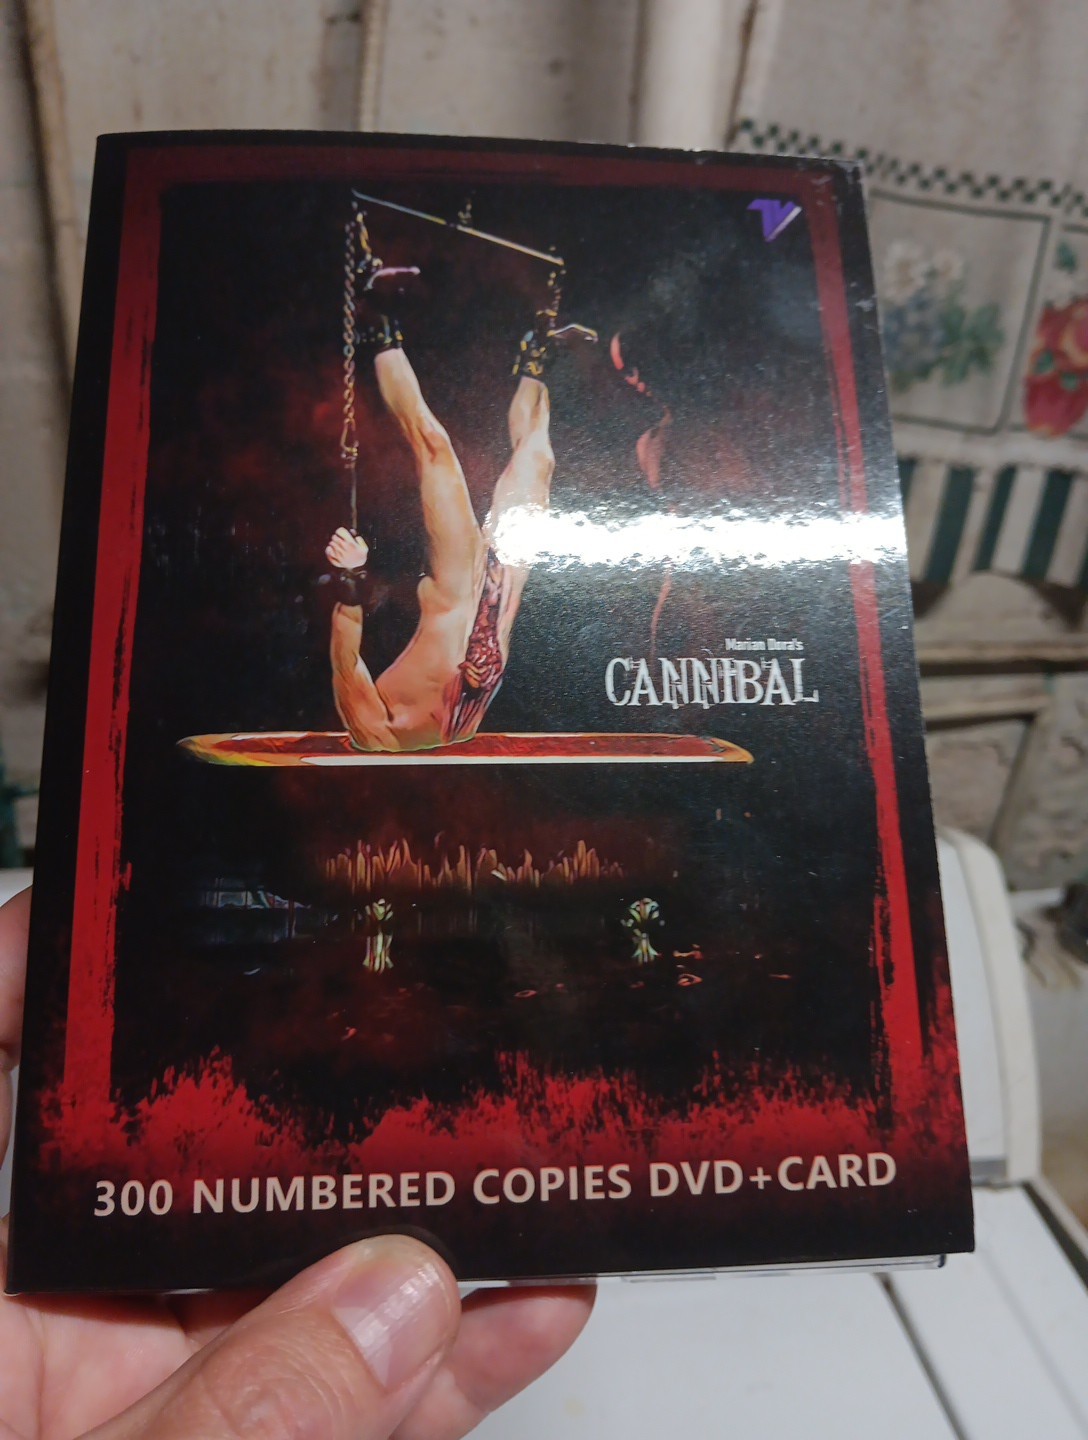 Marian Dora's
CANNIBAL
300 NUMBERED COPIES DVD+CARD